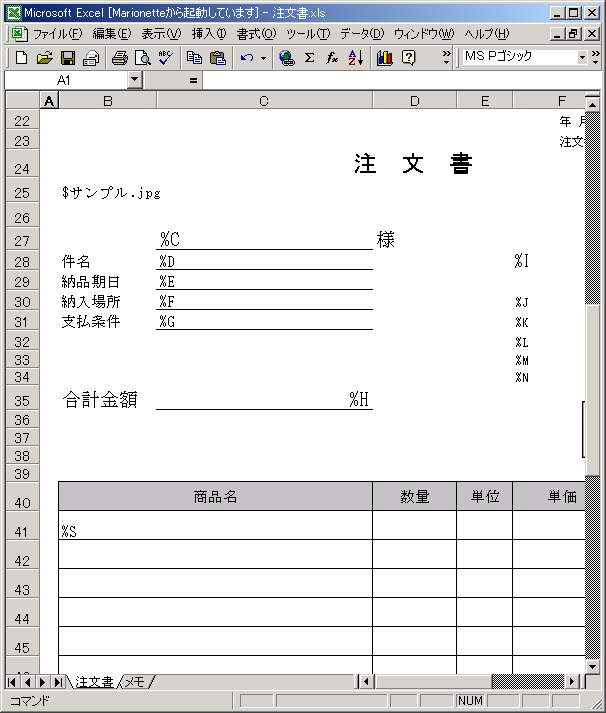 Microsoft Excel [Marionetteから起動しています] - 注文書.xls
ファイル(F) 編集(E) 表示(V) 挿入(I) 書式(O) ツール(T) データ(D) ウィンドウ(W) ヘルプ(H)
MS Pゴシック
A1 =
A B C D E F
22 年 月
23 注文
24 注 文 書
25 $サンプル.jpg
26
27 %C 様
28 件名 %D %I
29 納品期日 %E
30 納入場所 %F %J
31 支払条件 %G %K
32 %L
33 %M
34 %N
35 合計金額 %H
36
37
38
39
40 商品名 数量 単位 単価
41 %S
42
43
44
45
注文書 メモ
コマンド NUM